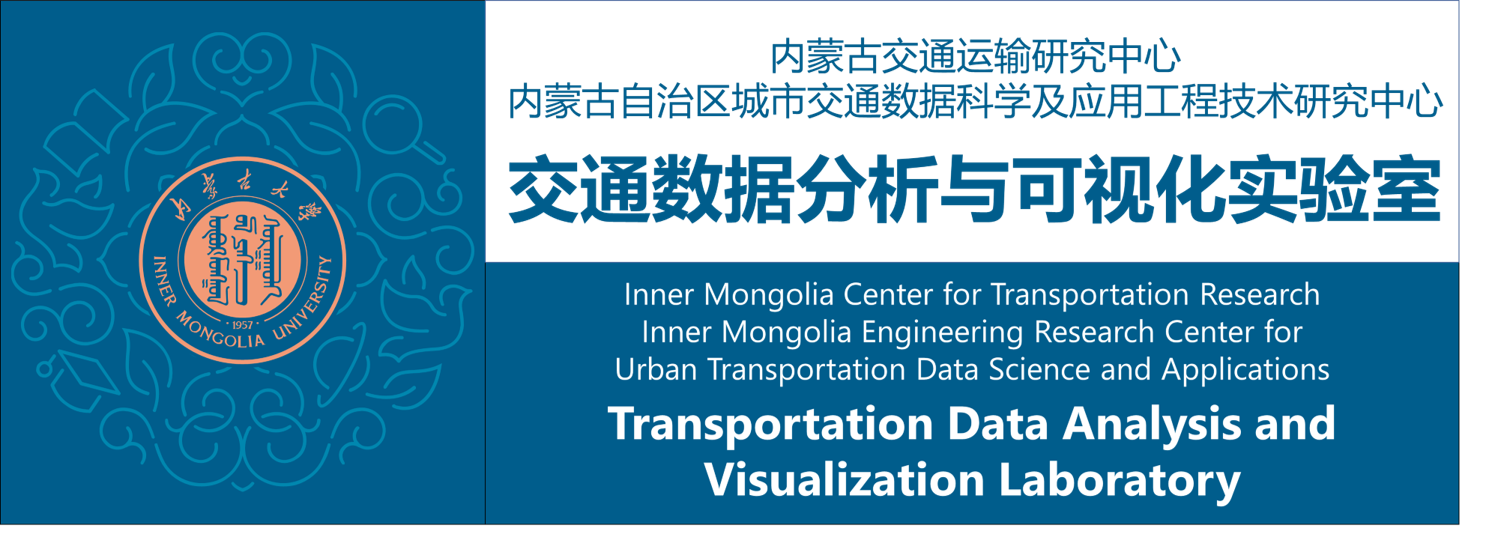 内蒙古大学
INNER MONGOLIA UNIVERSITY
·1957·
内蒙古交通运输研究中心
内蒙古自治区城市交通数据科学及应用工程技术研究中心
交通数据分析与可视化实验室
Inner Mongolia Center for Transportation Research
Inner Mongolia Engineering Research Center for
Urban Transportation Data Science and Applications
Transportation Data Analysis and
Visualization Laboratory